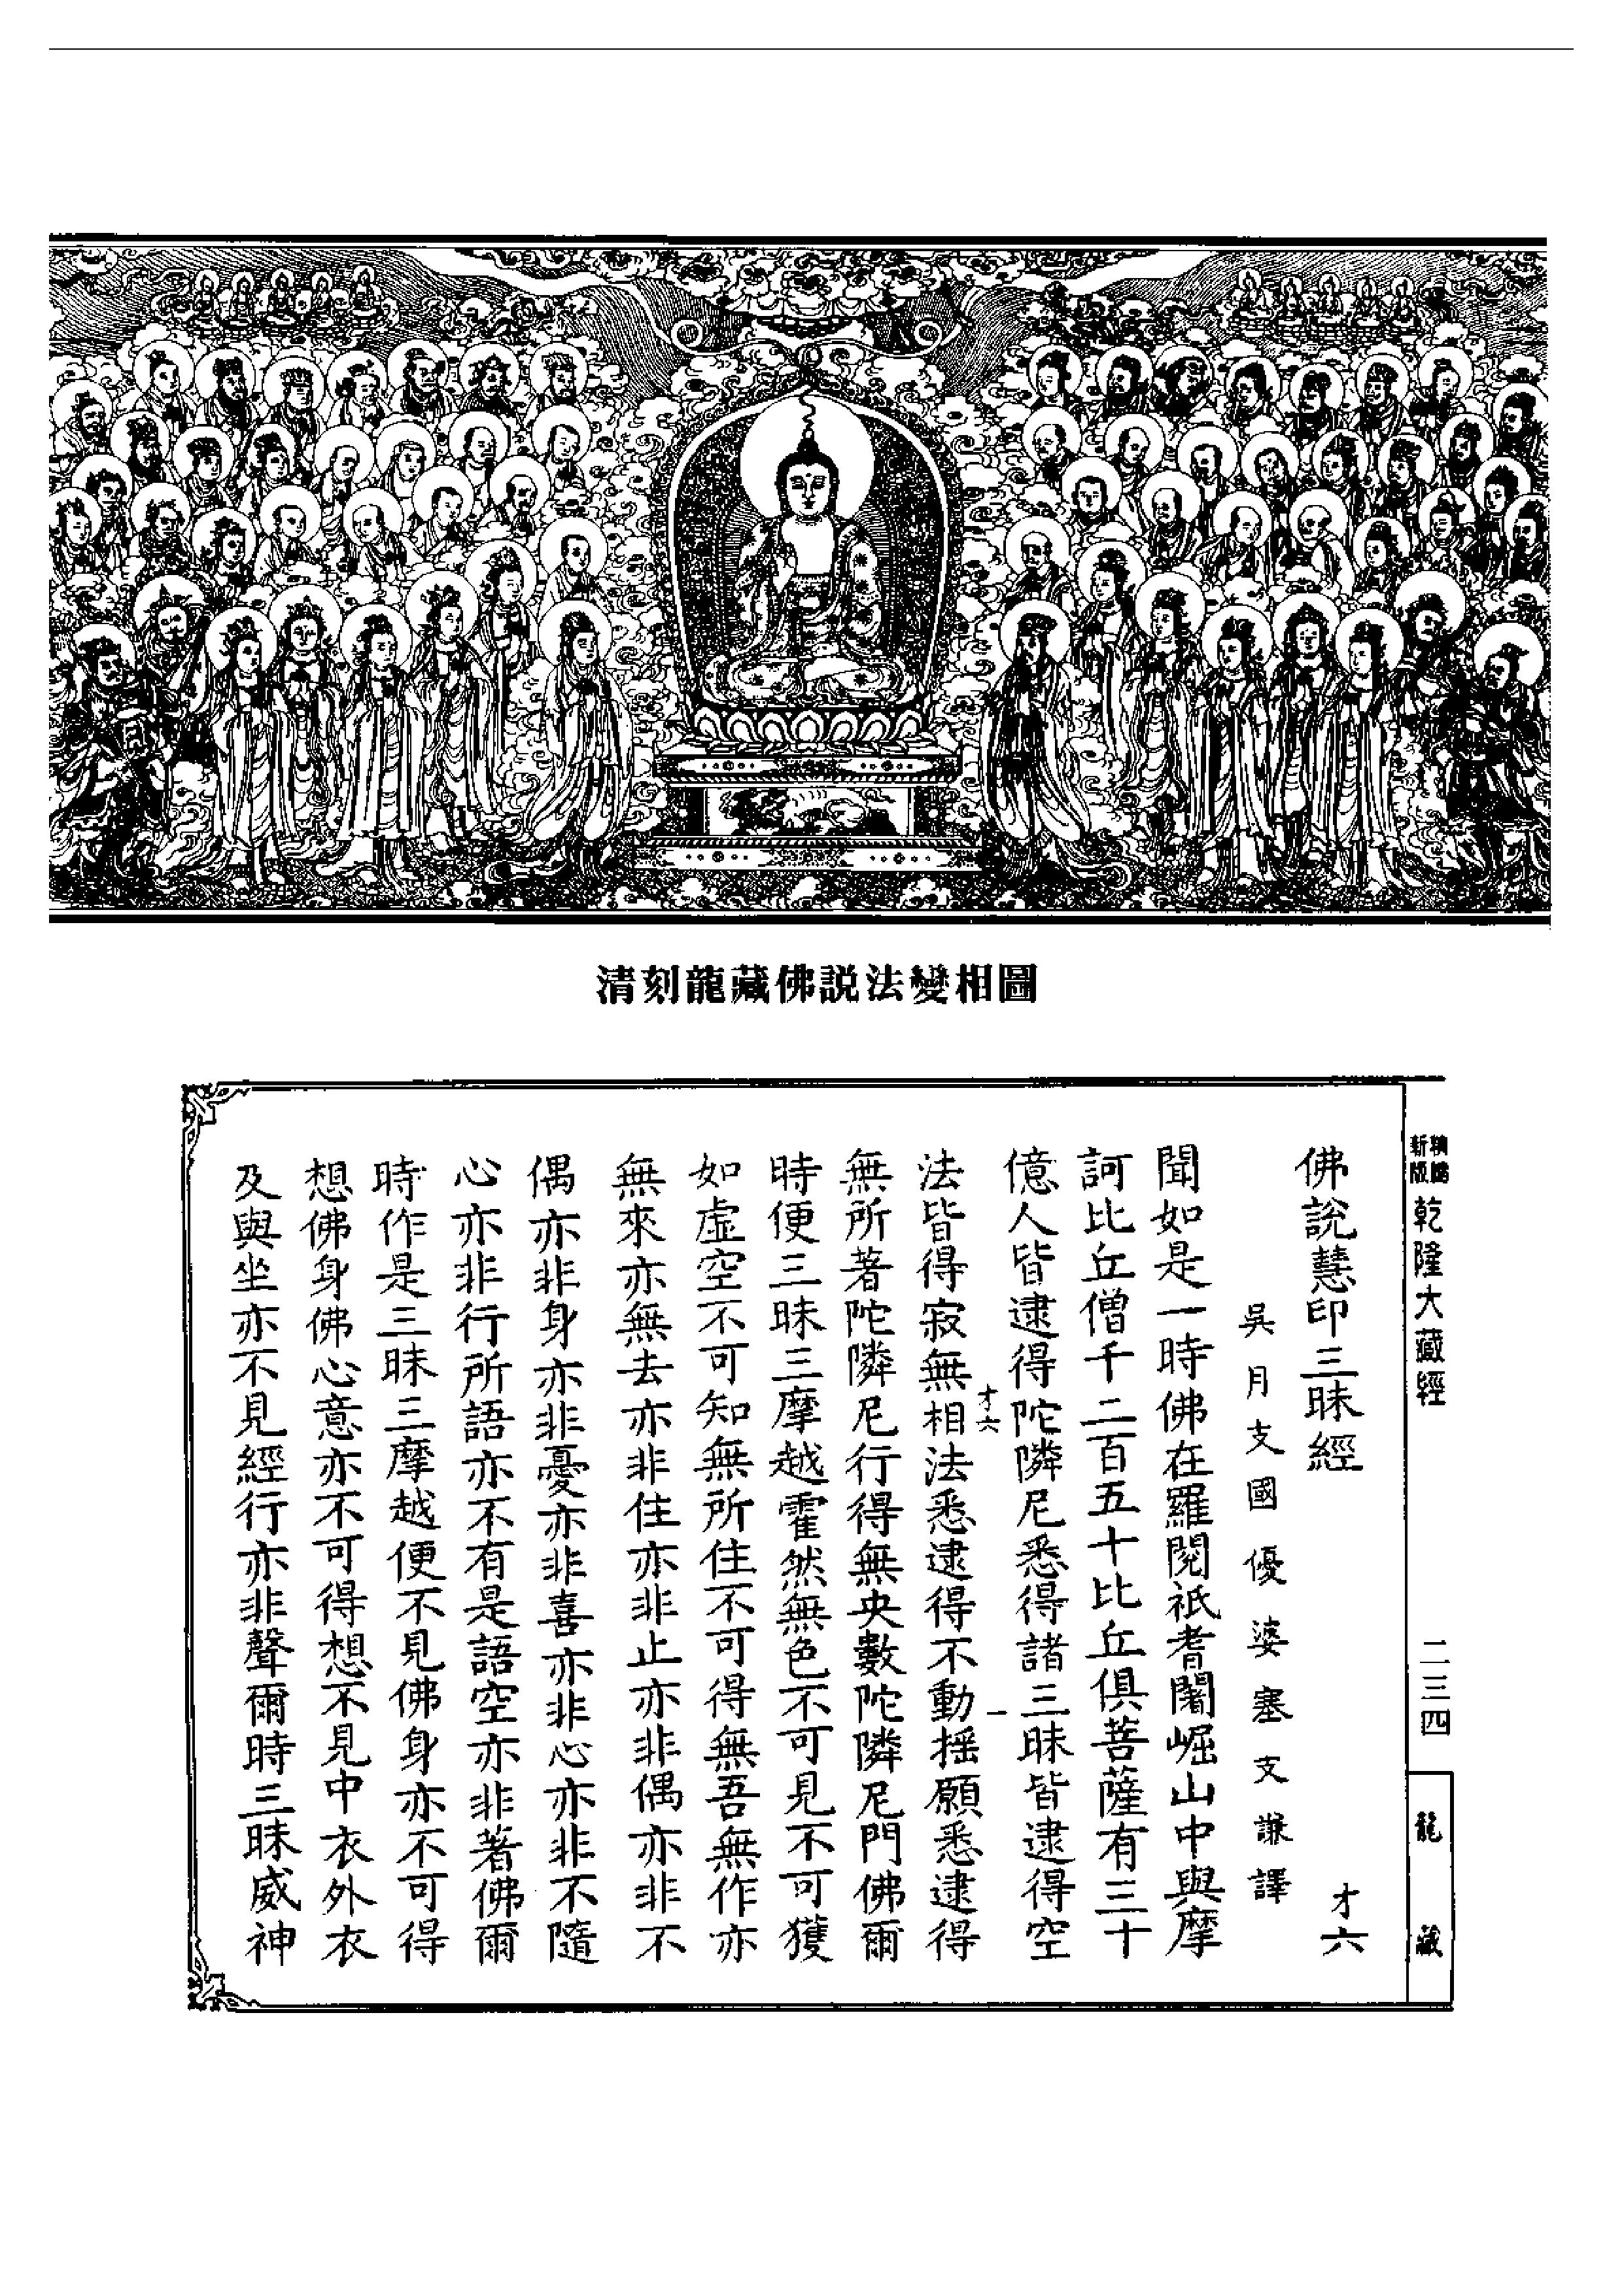 清刻龍藏佛説法變相圖
新版
乾隆大藏經
二三四
龍藏
佛說慧印三昧經 才六
吳月支國優婆塞支謙譯
聞如是一時佛在羅閱祇耆闍崛山中與摩
訶比丘僧千二百五十比丘俱菩薩有三十
億人皆逮得陀隣尼悉得諸三昧皆逮得空
才六 一
法皆得寂無相法悉逮得不動揺願悉逮得
無所著陀隣尼行得無央數陀隣尼門佛爾
時便三昧三摩越霍然無色不可見不可獲
如虛空不可知無所住不可得無吾無作亦
無來亦無去亦非住亦非止亦非偶亦非不
偶亦非身亦非憂亦非喜亦非心亦非不隨
心亦非行所語亦不有是語空亦非著佛爾
時作是三昧三摩越便不見佛身亦不可得
想佛身佛心意亦不可得想不見中衣外衣
及與坐亦不見經行亦非聲爾時三昧威神